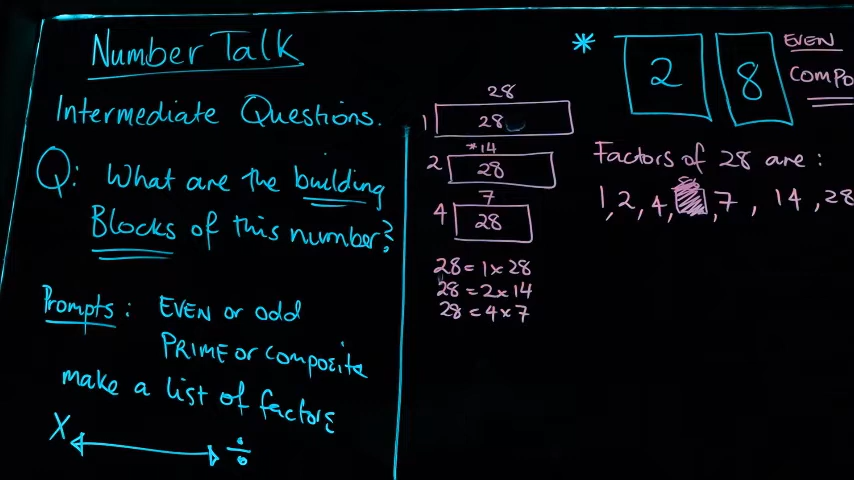 Number Talk
Intermediate Questions.
Q: What are the building
Blocks of this number?
Prompts: EVEN or odd
PRIME or composite
make a list of factors
X ÷
28
1 28
*14
2 28
7
4 28
28 = 1 x 28
28 = 2 x 14
28 = 4 x 7
* 2 8
EVEN
COMPO
Factors of 28 are:
1, 2, 4, , 7, 14, 28